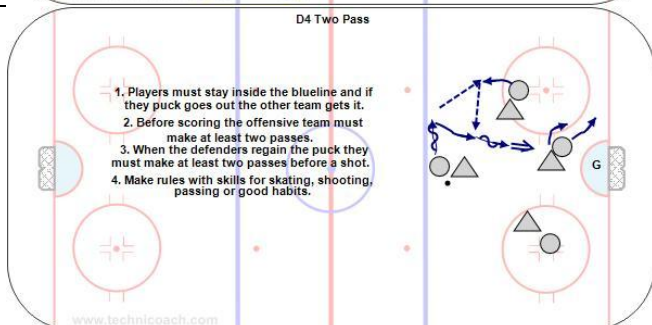 D4 Two Pass
1. Players must stay inside the blueline and if
they puck goes out the other team gets it.
2. Before scoring the offensive team must
make at least two passes.
3. When the defenders regain the puck they
must make at least two passes before a shot.
4. Make rules with skills for skating, shooting,
passing or good habits.
G
www.technicoach.com